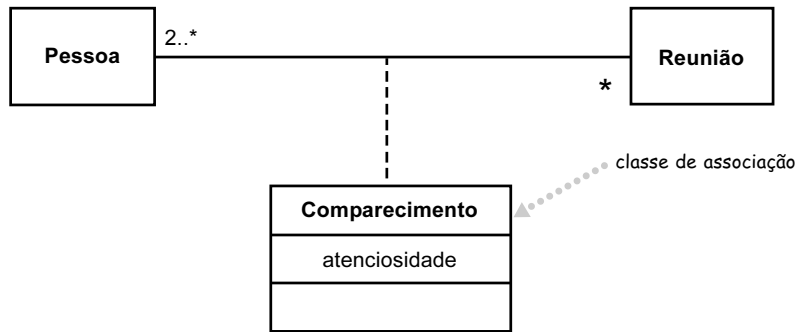 Pessoa
2..*
*
Reunião
classe de associação
Comparecimento
atenciosidade